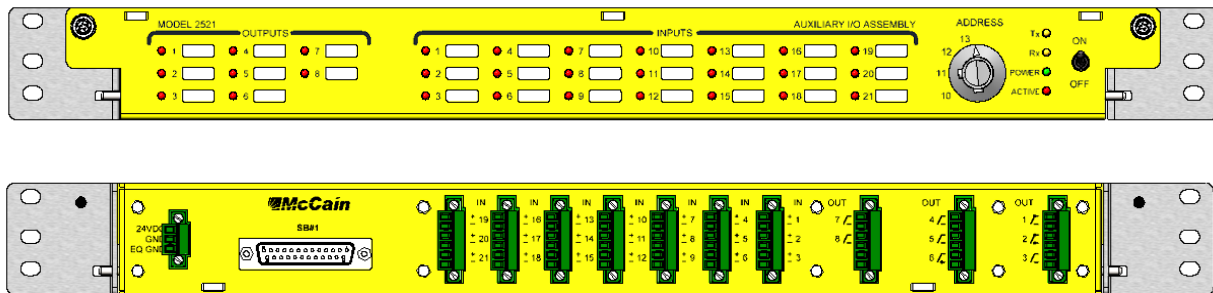 MODEL 2521 AUXILIARY I/O ASSEMBLY ADDRESS
OUTPUTS INPUTS
13 Tx ON
12 Rx
1 4 7 1 4 7 10 13 16 19
2 5 8 2 5 8 11 14 17 20 11 POWER
OFF
3 6 3 6 9 12 15 18 21 10 ACTIVE
McCain IN IN IN IN IN IN IN OUT OUT OUT
24VDC SB#1 + 19 + 16 + 13 + 10 + 7 + 4 + 1 7 4 1
GND + 20 + 17 + 14 + 11 + 8 + 5 + 2 8 5 2
EQ GND + 21 + 18 + 15 + 12 + 9 + 6 + 3 6 3